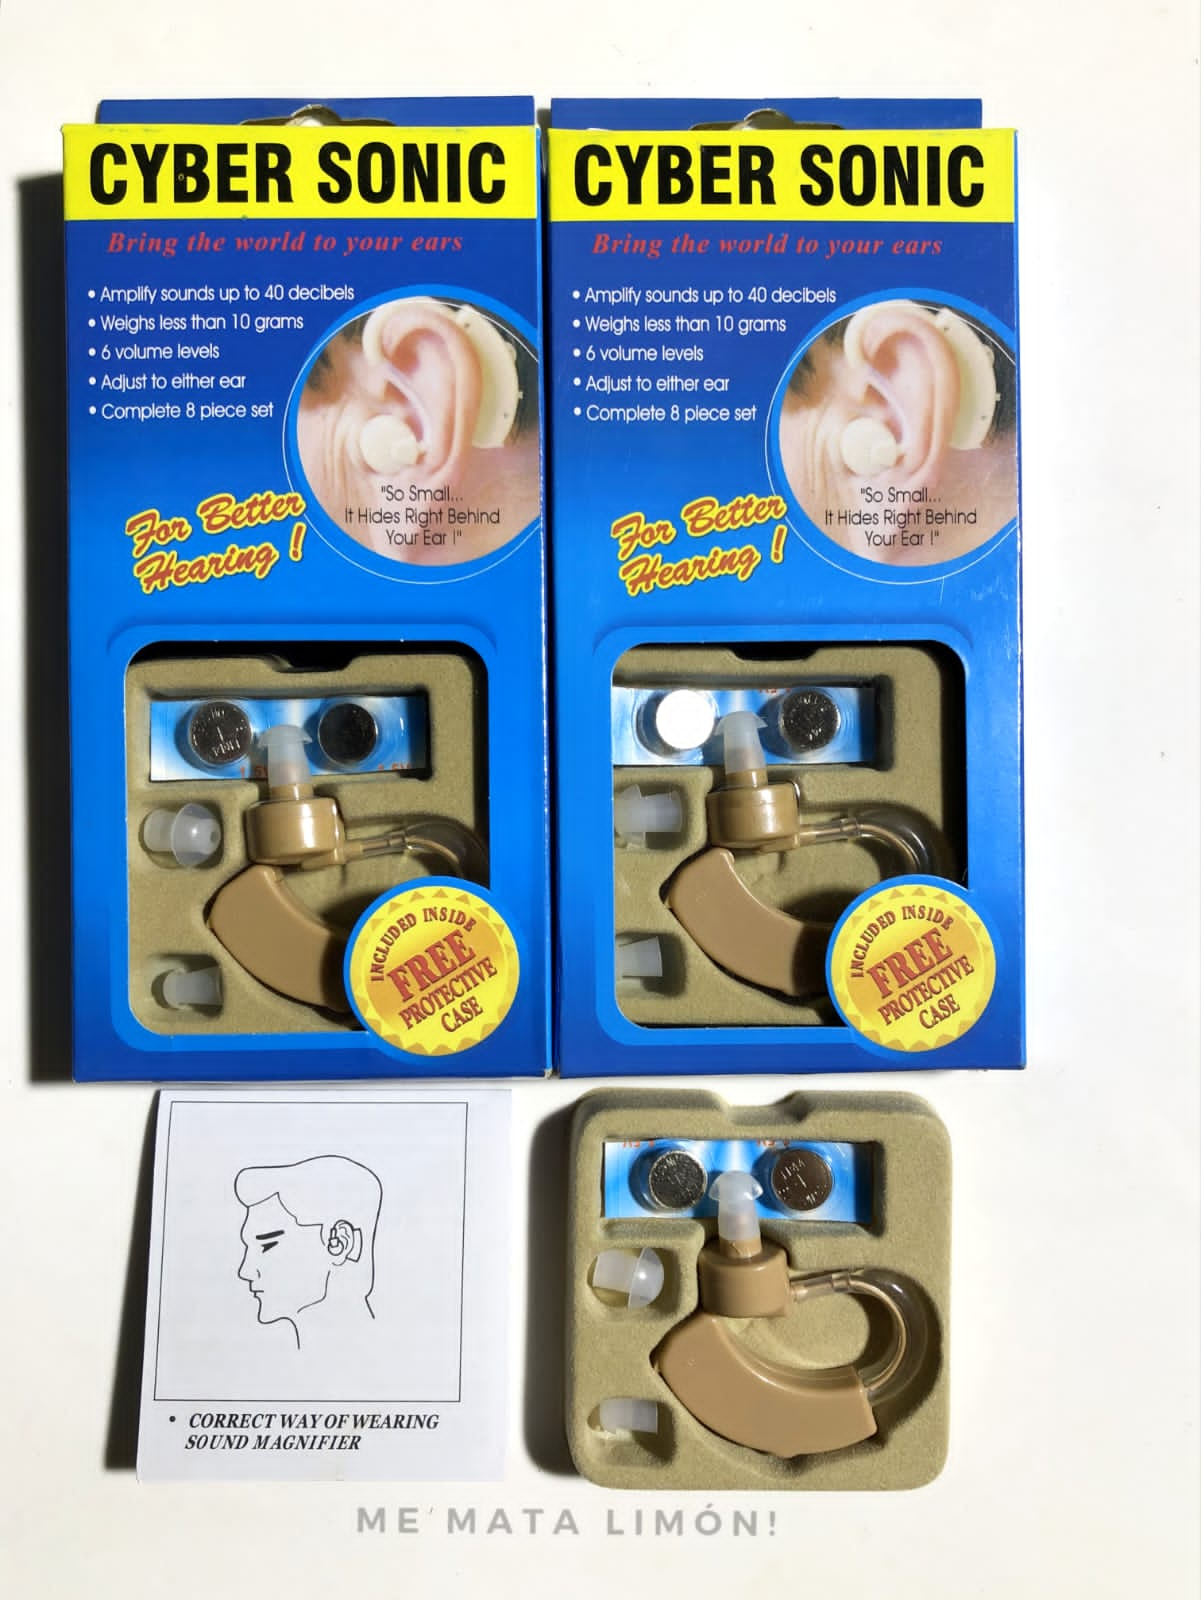 CYBER SONIC
Bring the world to your ears
• Amplify sounds up to 40 decibels
• Weighs less than 10 grams
• 6 volume levels
• Adjust to either ear
• Complete 8 piece set
"So Small...
It Hides Right Behind
Your Ear !"
For Better
Hearing !
INCLUDED INSIDE
FREE
PROTECTIVE
CASE
CYBER SONIC
Bring the world to your ears
• Amplify sounds up to 40 decibels
• Weighs less than 10 grams
• 6 volume levels
• Adjust to either ear
• Complete 8 piece set
"So Small...
It Hides Right Behind
Your Ear !"
For Better
Hearing !
INCLUDED INSIDE
FREE
PROTECTIVE
CASE
• CORRECT WAY OF WEARING
SOUND MAGNIFIER
ME MATA LIMÓN!